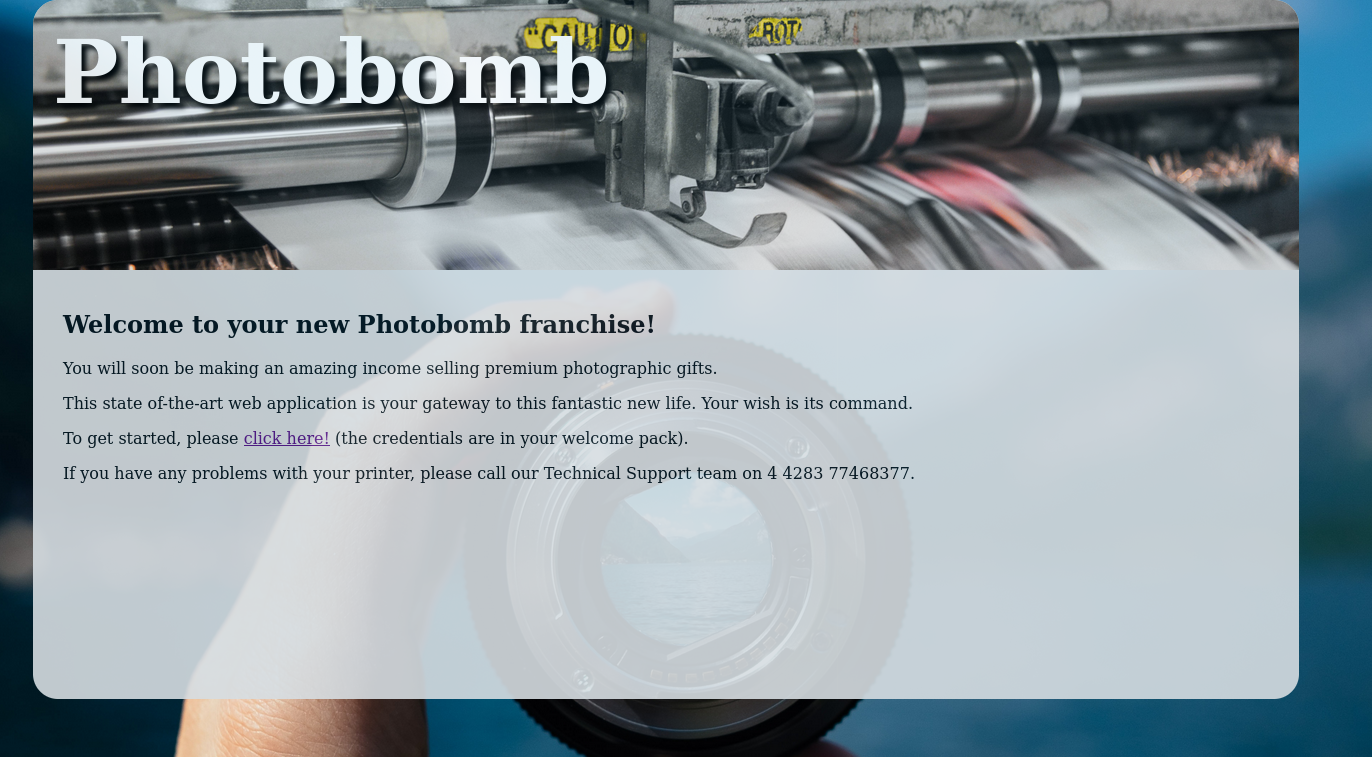 Photobomb
Welcome to your new Photobomb franchise!
You will soon be making an amazing income selling premium photographic gifts.
This state of-the-art web application is your gateway to this fantastic new life. Your wish is its command.
To get started, please click here! (the credentials are in your welcome pack).
If you have any problems with your printer, please call our Technical Support team on 4 4283 77468377.